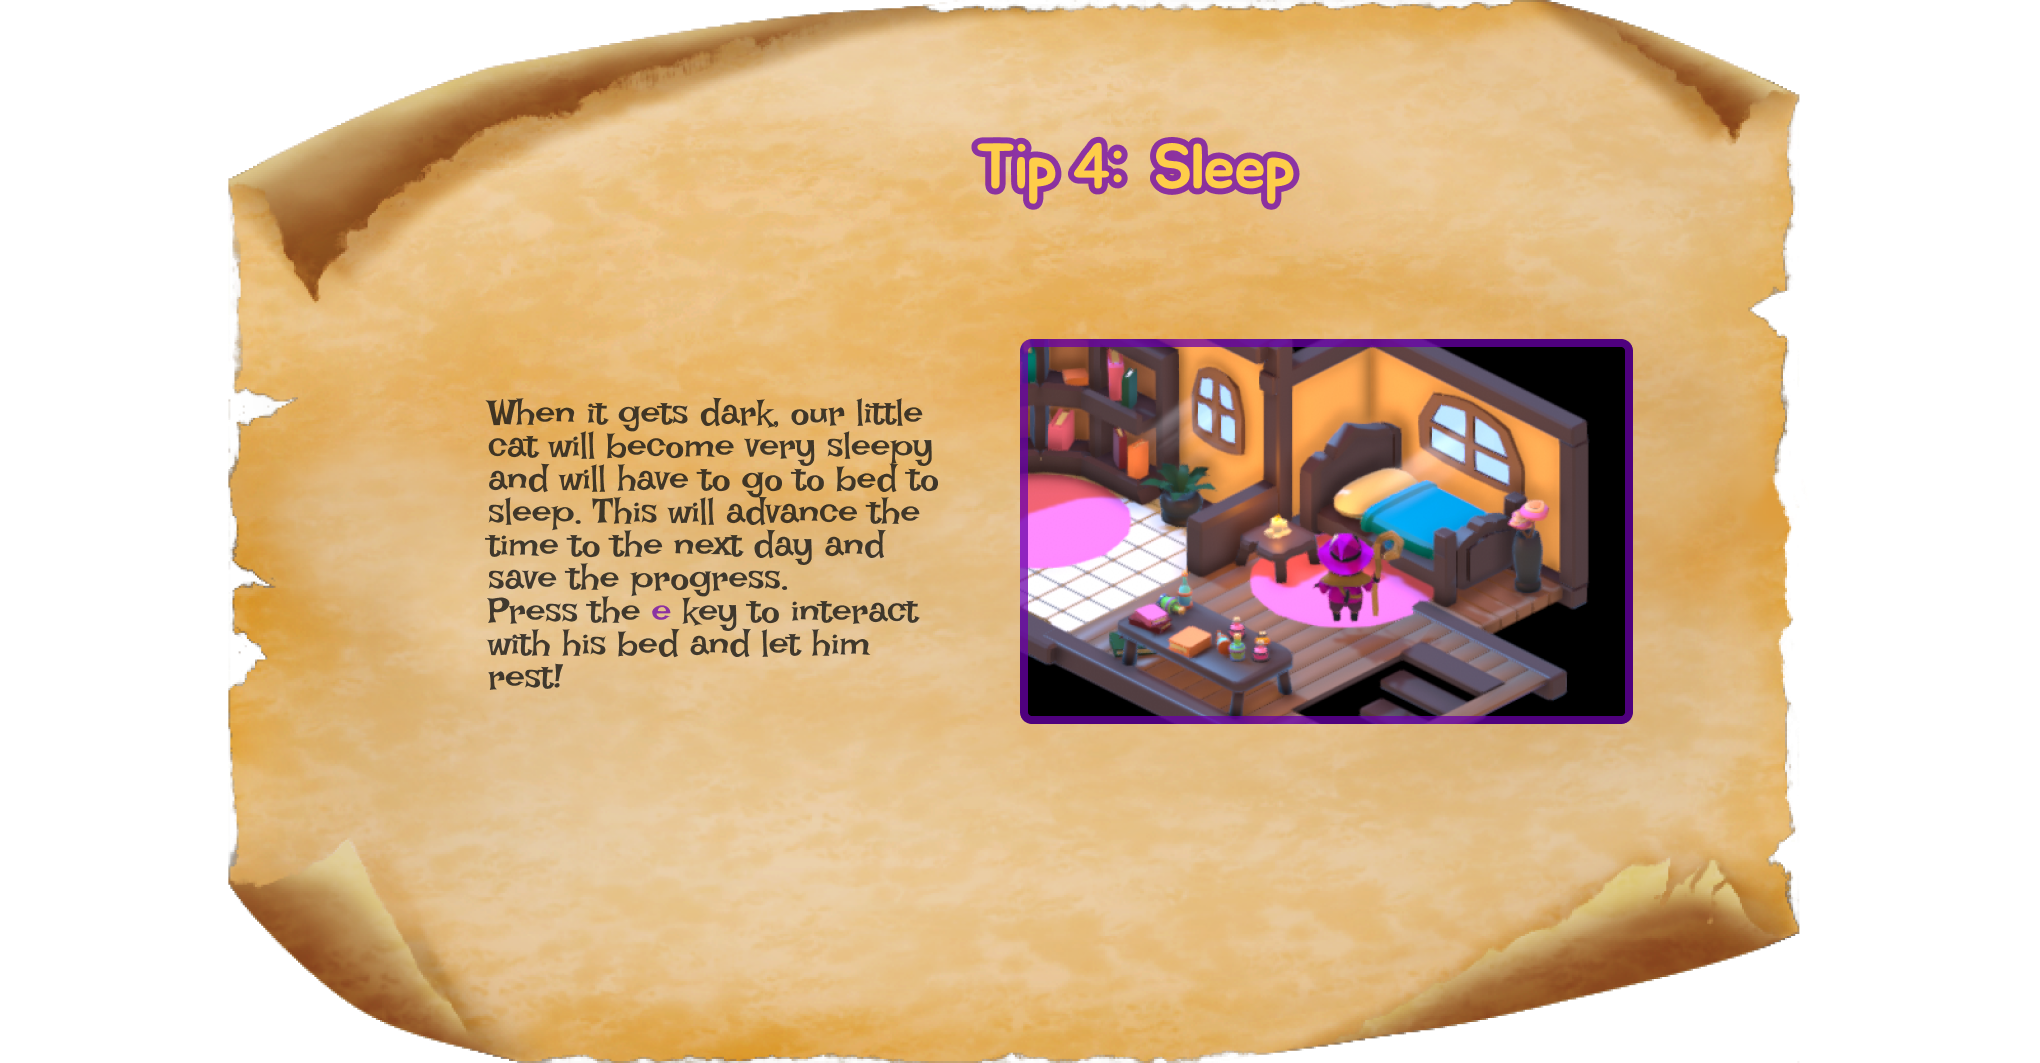 Tip 4: Sleep
When it gets dark, our little
cat will become very sleepy
and will have to go to bed to
sleep. This will advance the
time to the next day and
save the progress.
Press the e key to interact
with his bed and let him
rest!